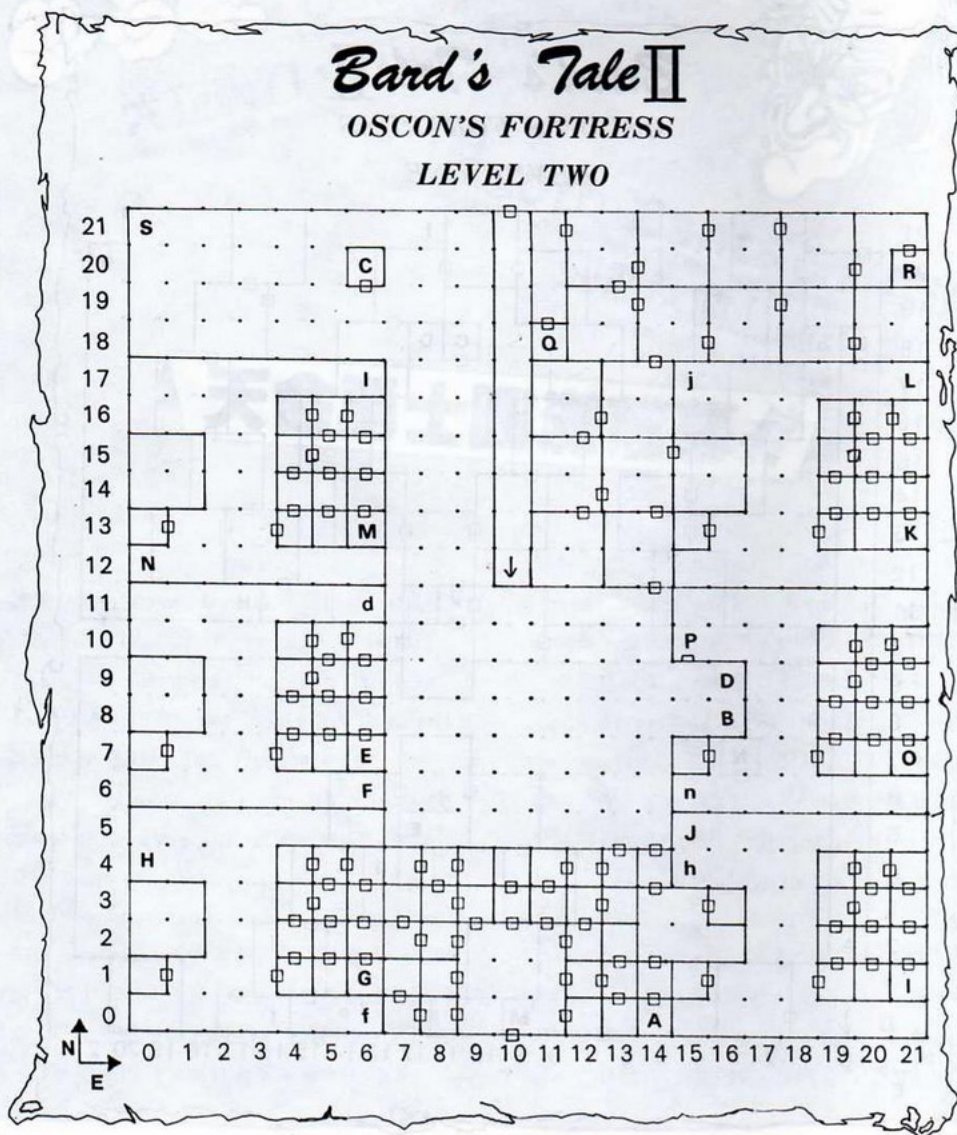 Bard's Tale II
OSCON'S FORTRESS
LEVEL TWO
21 S
20 C R
19
18 Q
17 I j L
16
15
14
13 M K
12 N ↓
11 d
10 P
9 D
8 B
7 E O
6 F n
5 J
4 H h
3
2
1 G I
0 f A
N
0 1 2 3 4 5 6 7 8 9 10 11 12 13 14 15 16 17 18 19 20 21
E